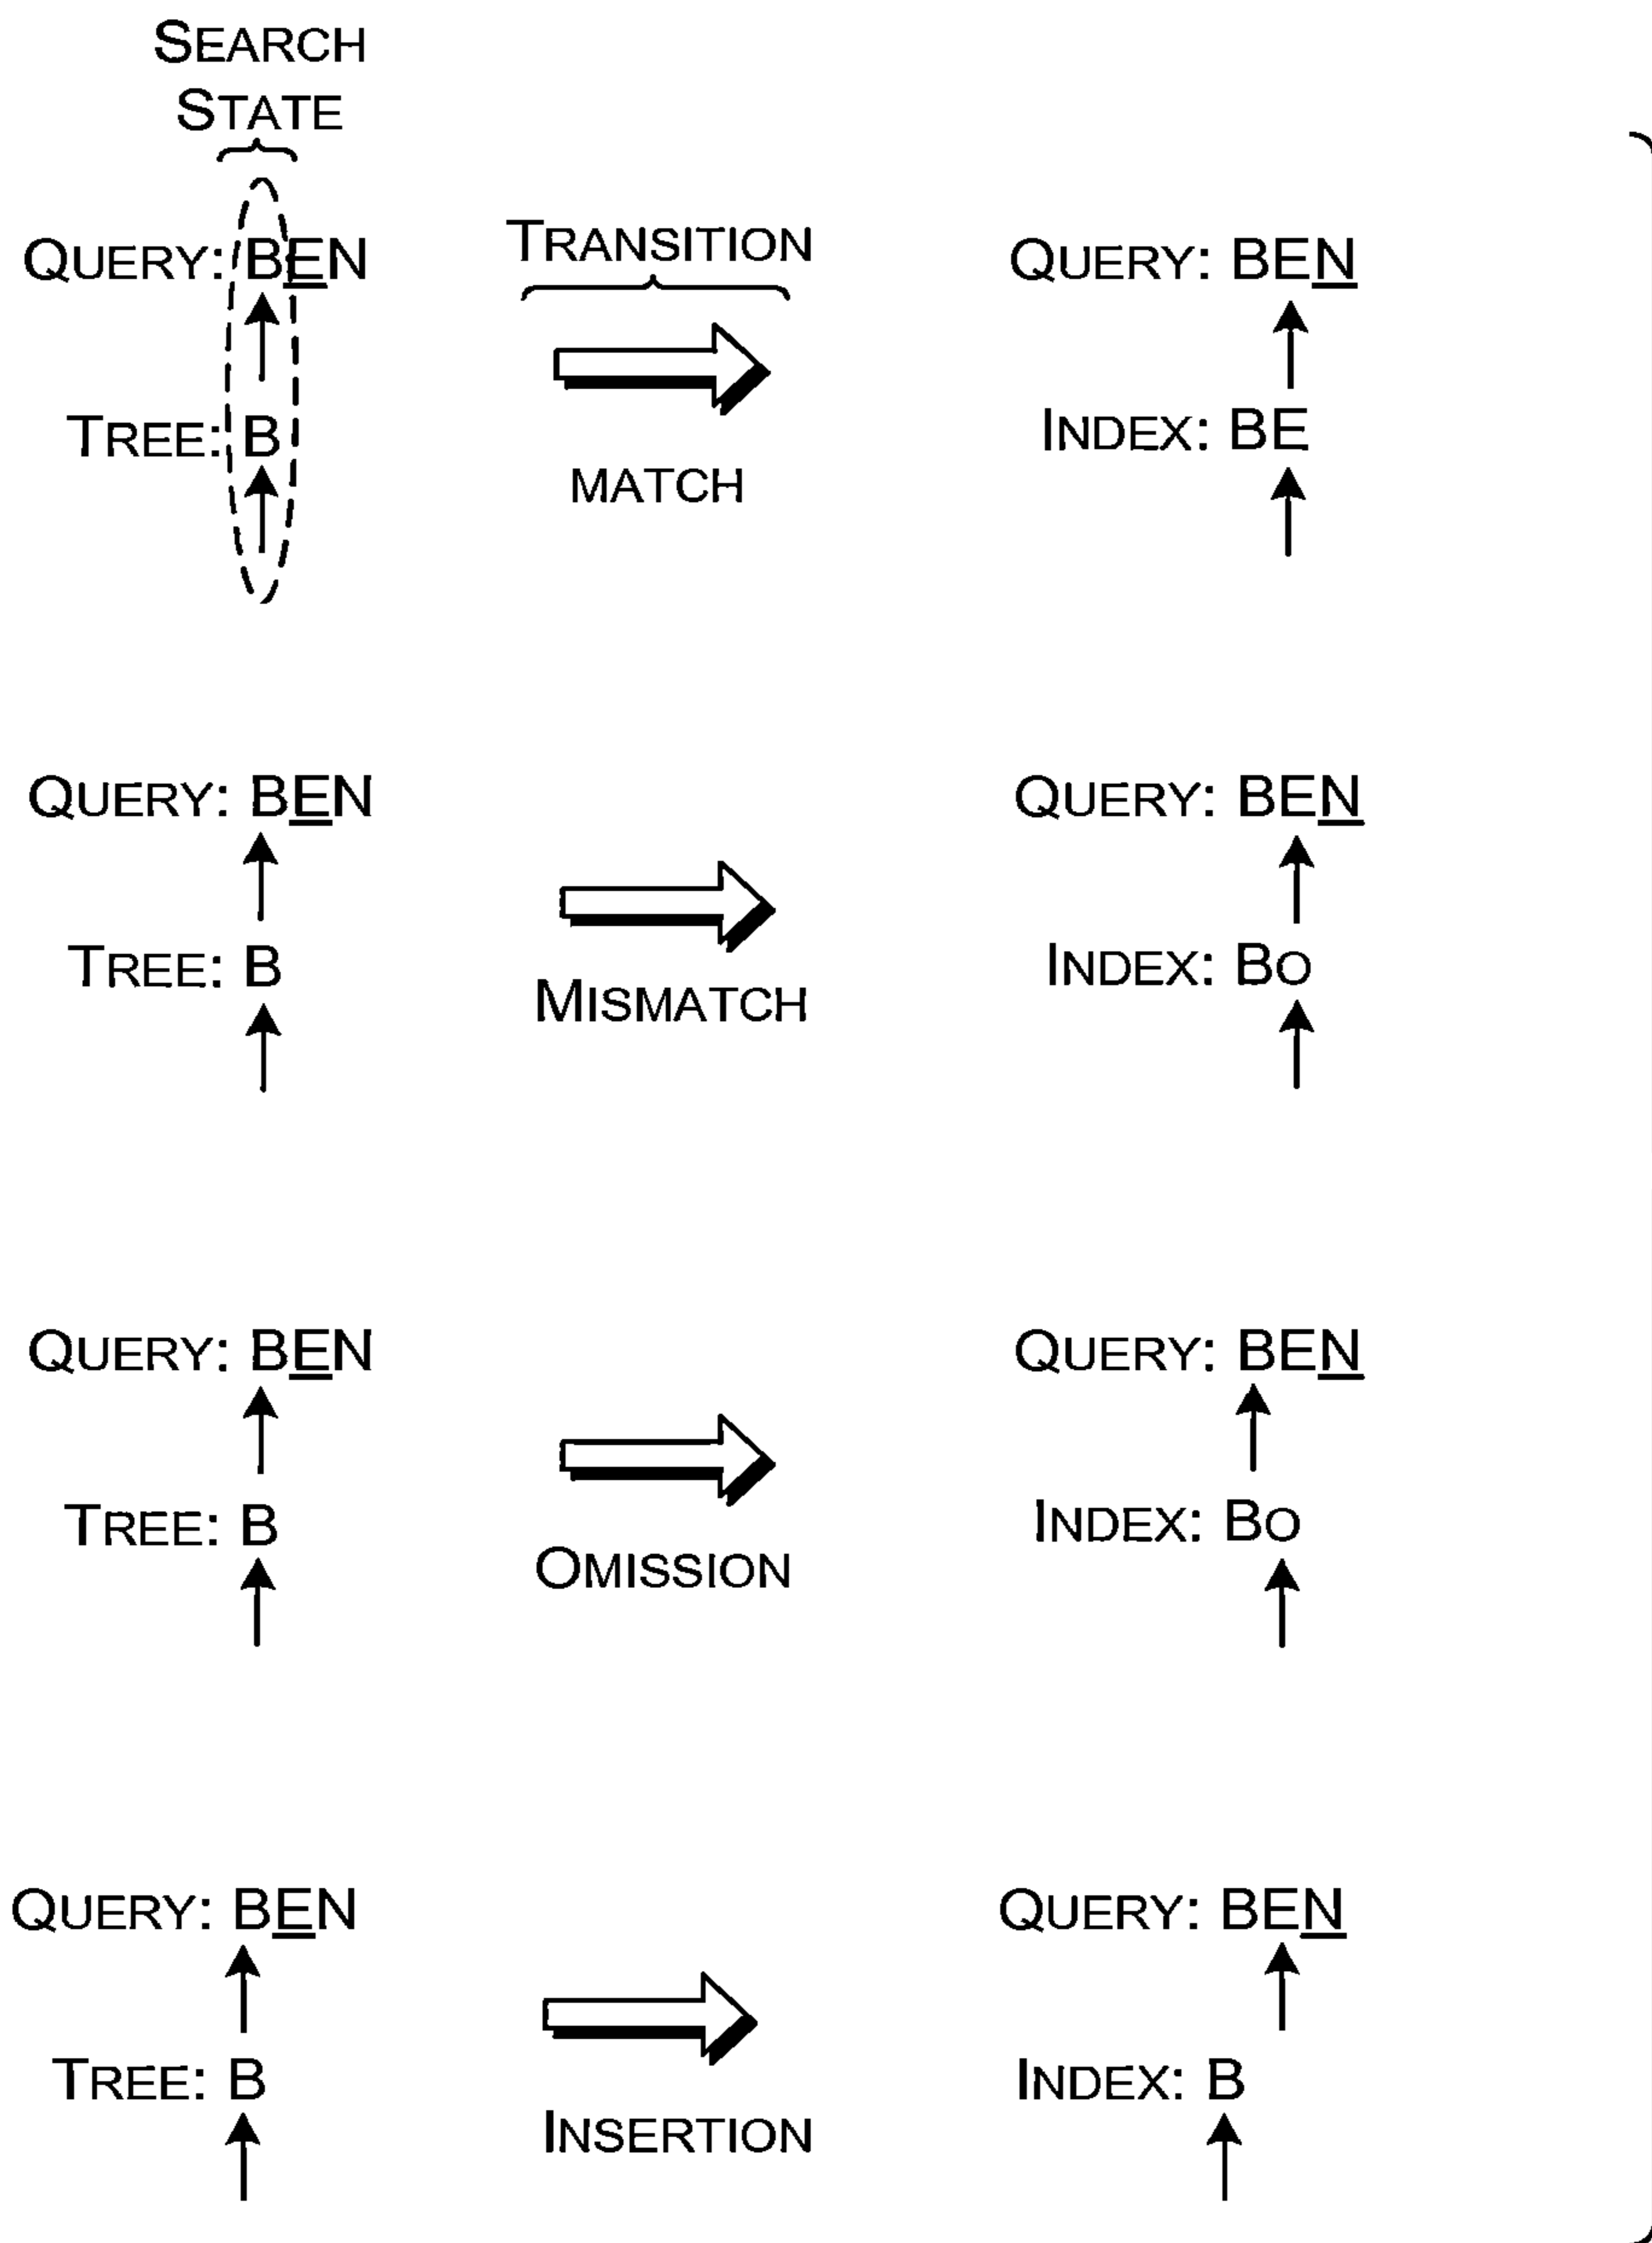 SEARCH
STATE
QUERY: BEN
TRANSITION
QUERY: BEN
TREE: B
MATCH
INDEX: BE
QUERY: BEN
QUERY: BEN
TREE: B
MISMATCH
INDEX: BO
QUERY: BEN
QUERY: BEN
TREE: B
OMISSION
INDEX: BO
QUERY: BEN
QUERY: BEN
TREE: B
INSERTION
INDEX: B